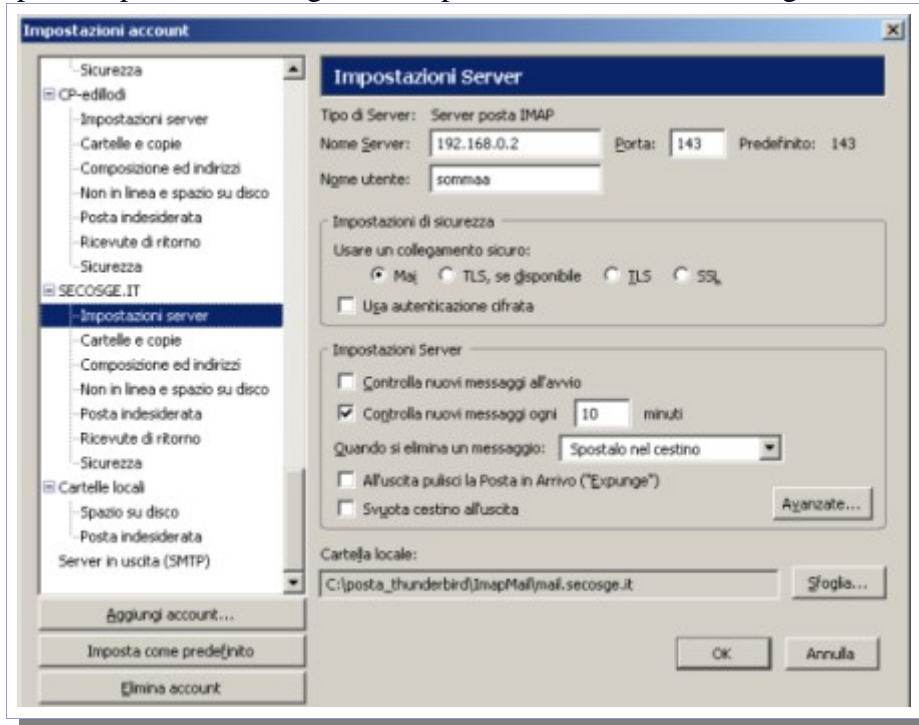 Impostazioni account
Sicurezza
CP-edillodi
Impostazioni server
Cartelle e copie
Composizione ed indirizzi
Non in linea e spazio su disco
Posta indesiderata
Ricevute di ritorno
Sicurezza
SECOSGE.IT
Impostazioni server
Cartelle e copie
Composizione ed indirizzi
Non in linea e spazio su disco
Posta indesiderata
Ricevute di ritorno
Sicurezza
Cartelle locali
Spazio su disco
Posta indesiderata
Server in uscita (SMTP)
Aggiungi account...
Imposta come predefinito
Elimina account
Impostazioni Server
Tipo di Server: Server posta IMAP
Nome Server: 192.168.0.2 Porta: 143 Predefinito: 143
Nome utente: sommaa
Impostazioni di sicurezza
Usare un collegamento sicuro:
Mai TLS, se disponibile TLS SSL
Usa autenticazione cifrata
Impostazioni Server
Controlla nuovi messaggi all'avvio
Controlla nuovi messaggi ogni 10 minuti
Quando si elimina un messaggio: Spostalo nel cestino
All'uscita pulisci la Posta in Arrivo ("Expunge")
Svuota cestino all'uscita
Avanzate...
Cartella locale:
C:\posta_thunderbird\ImapMail\mail.secosge.it Sfoglia...
OK Annulla